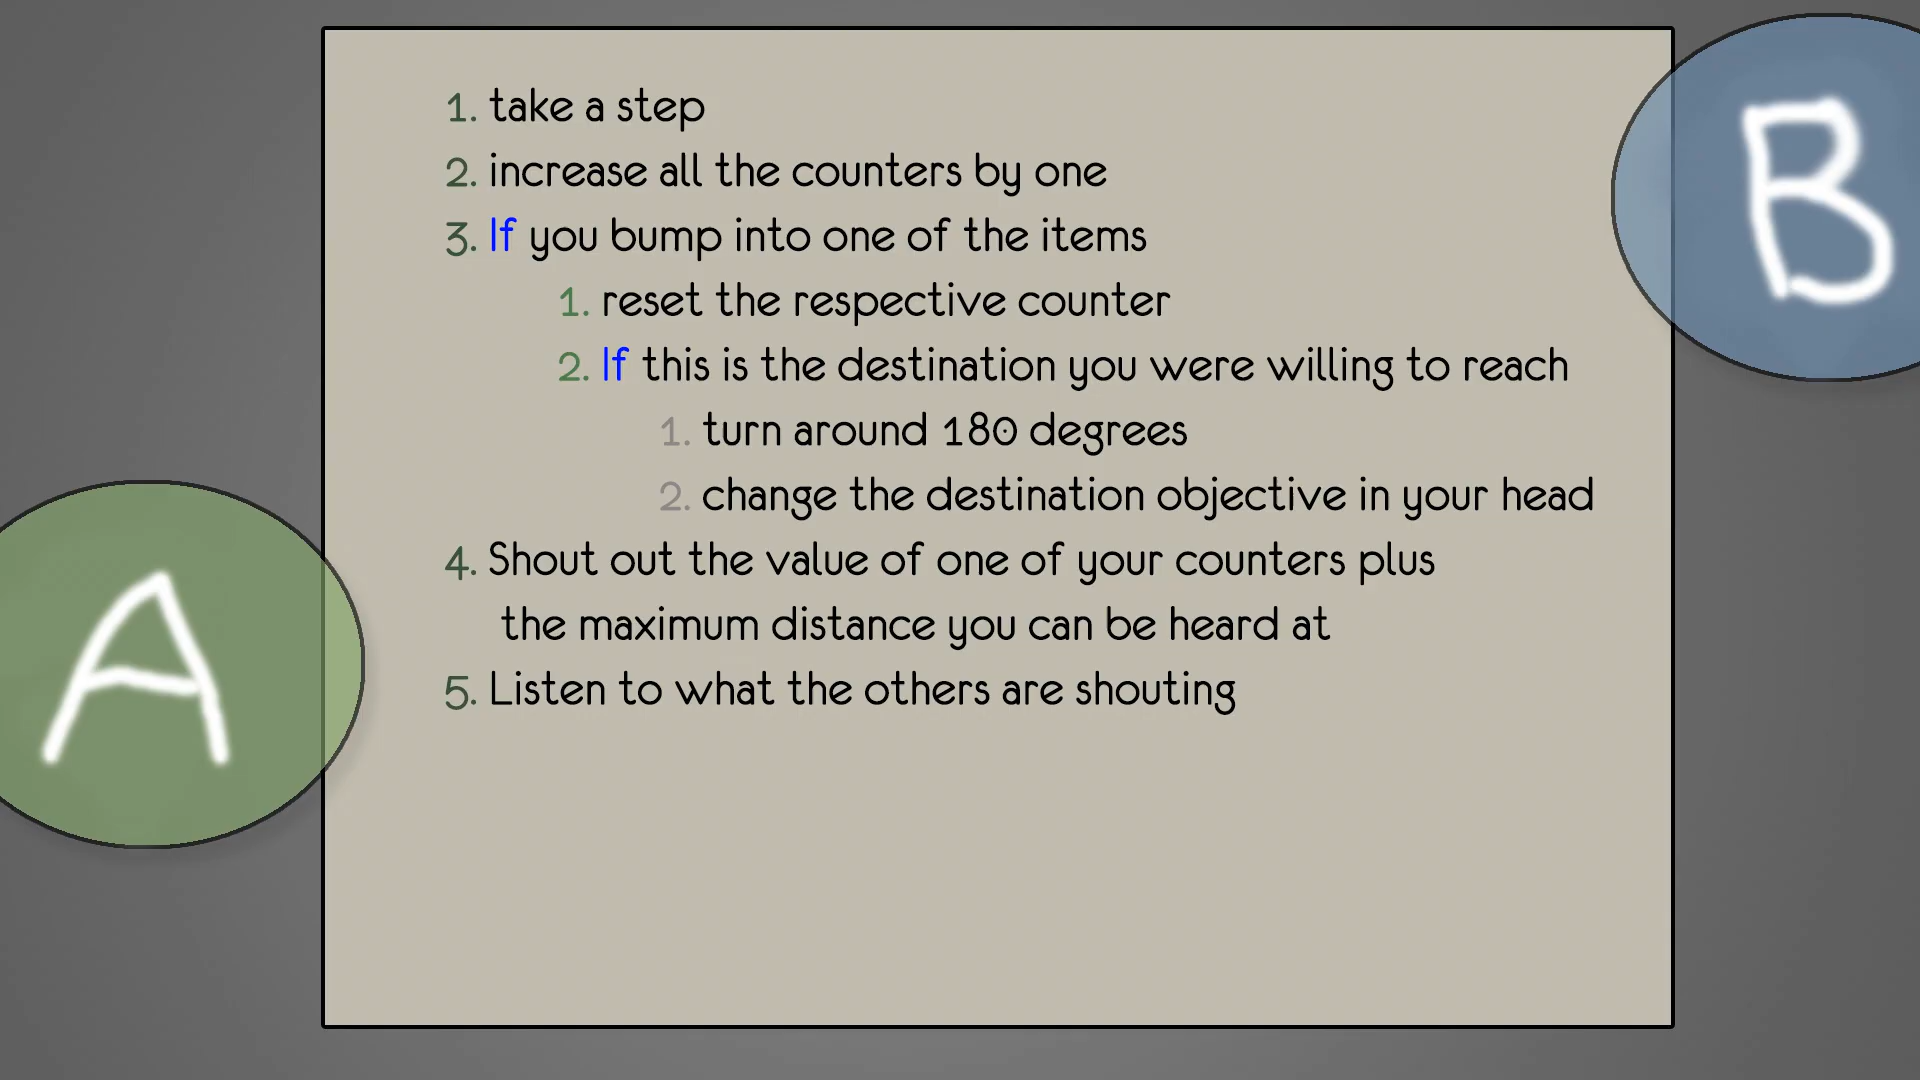 1. take a step
2. increase all the counters by one
3. If you bump into one of the items
1. reset the respective counter
2. If this is the destination you were willing to reach
1. turn around 180 degrees
2. change the destination objective in your head
4. Shout out the value of one of your counters plus
the maximum distance you can be heard at
5. Listen to what the others are shouting
A
B